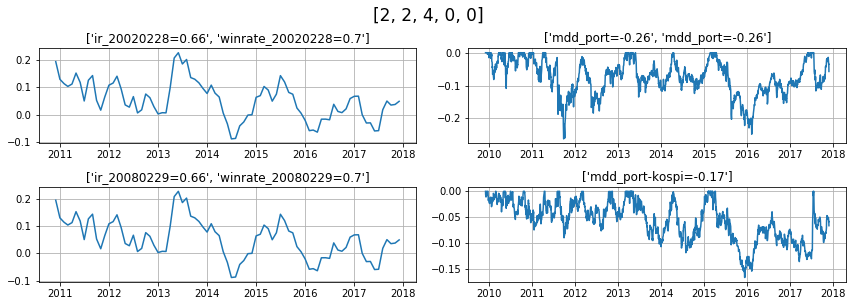 [2, 2, 4, 0, 0]
['ir_20020228=0.66', 'winrate_20020228=0.7']
0.2
0.1
0.0
−0.1
2011 2012 2013 2014 2015 2016 2017 2018
['mdd_port=-0.26', 'mdd_port=-0.26']
0.0
−0.1
−0.2
2010 2011 2012 2013 2014 2015 2016 2017 2018
['ir_20080229=0.66', 'winrate_20080229=0.7']
0.2
0.1
0.0
−0.1
2011 2012 2013 2014 2015 2016 2017 2018
['mdd_port-kospi=-0.17']
0.00
−0.05
−0.10
−0.15
2010 2011 2012 2013 2014 2015 2016 2017 2018